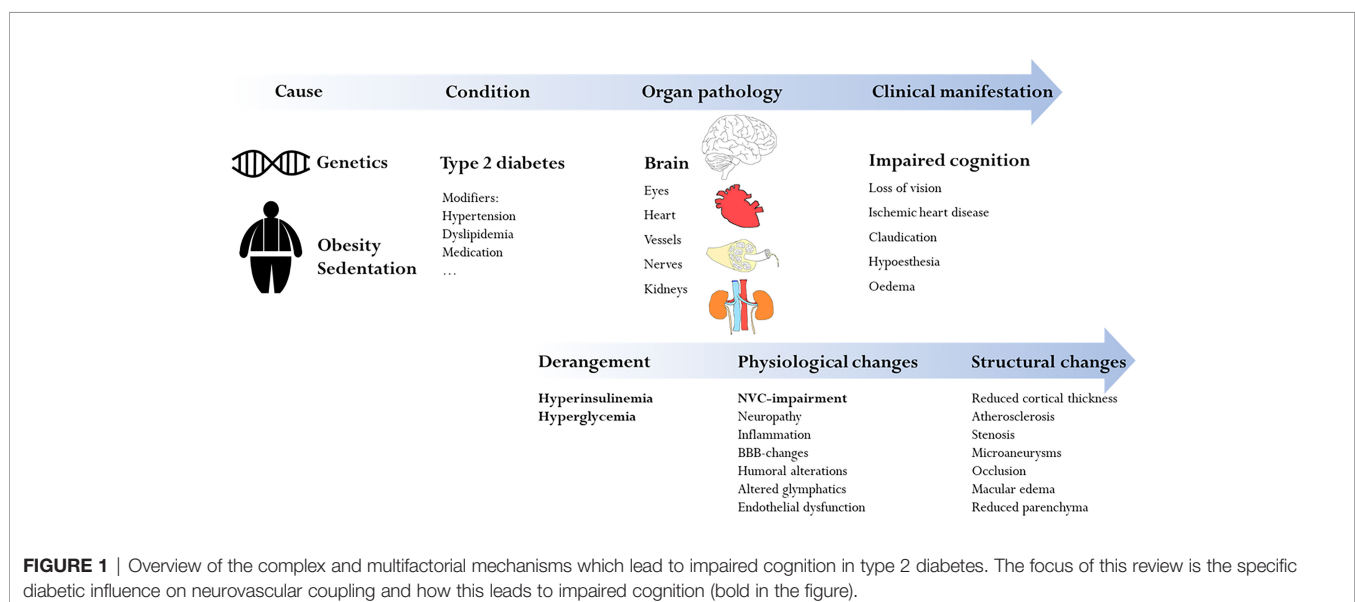 Cause
Condition
Organ pathology
Clinical manifestation
Genetics
Obesity
Sedentation
Type 2 diabetes
Modifiers:
Hypertension
Dyslipidemia
Medication
...
Brain
Eyes
Heart
Vessels
Nerves
Kidneys
Impaired cognition
Loss of vision
Ischemic heart disease
Claudication
Hypoesthesia
Oedema
Derangement
Physiological changes
Structural changes
Hyperinsulinemia
Hyperglycemia
NVC-impairment
Neuropathy
Inflammation
BBB-changes
Humoral alterations
Altered glymphatics
Endothelial dysfunction
Reduced cortical thickness
Atherosclerosis
Stenosis
Microaneurysms
Occlusion
Macular edema
Reduced parenchyma
FIGURE 1 | Overview of the complex and multifactorial mechanisms which lead to impaired cognition in type 2 diabetes. The focus of this review is the specific
diabetic influence on neurovascular coupling and how this leads to impaired cognition (bold in the figure).